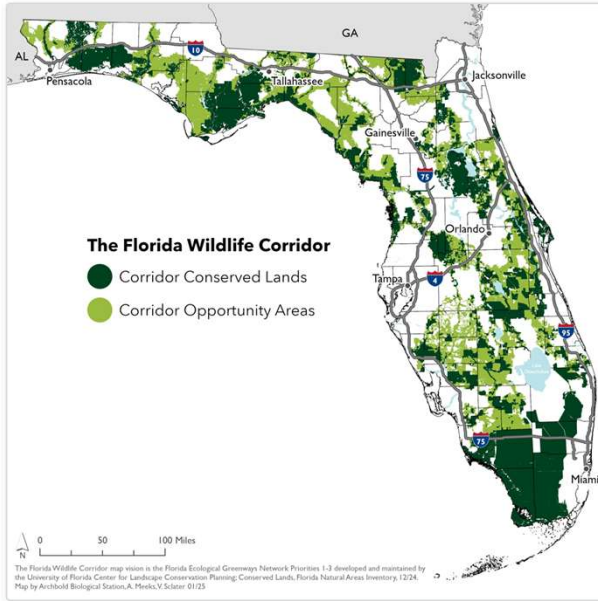 GA
AL
10
Pensacola
Tallahassee
Jacksonville
Gainesville
75
The Florida Wildlife Corridor
Corridor Conserved Lands
Corridor Opportunity Areas
Orlando
Tampa
4
95
Lake
75
Miami
N
0 50 100 Miles
The Florida Wildlife Corridor map vision is the Florida Ecological Greenways Network Priorities 1-3 developed and maintained by
the University of Florida Center for Landscape Conservation Planning; Conserved Lands, Florida Natural Areas Inventory, 12/24.
Map by Archbold Biological Station, A. Meeks, V. Sclater 01/25